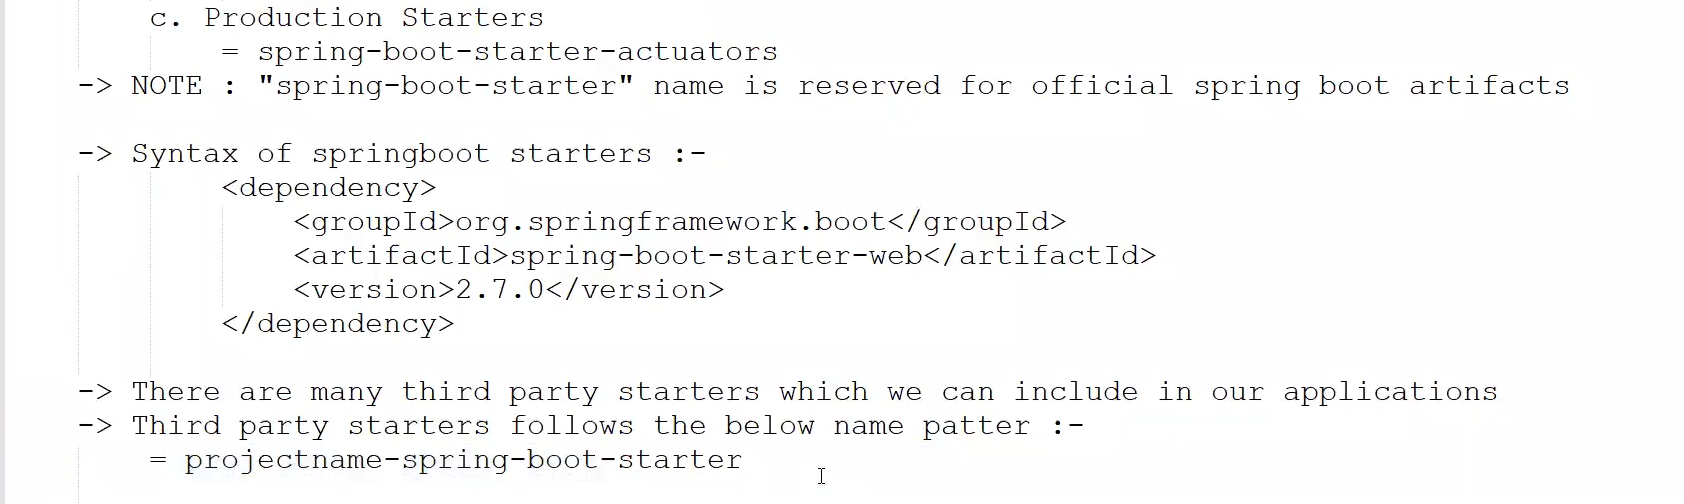 c. Production Starters
= spring-boot-starter-actuators
-> NOTE : "spring-boot-starter" name is reserved for official spring boot artifacts
-> Syntax of springboot starters :-
<dependency>
<groupId>org.springframework.boot</groupId>
<artifactId>spring-boot-starter-web</artifactId>
<version>2.7.0</version>
</dependency>
-> There are many third party starters which we can include in our applications
-> Third party starters follows the below name patter :-
= projectname-spring-boot-starter